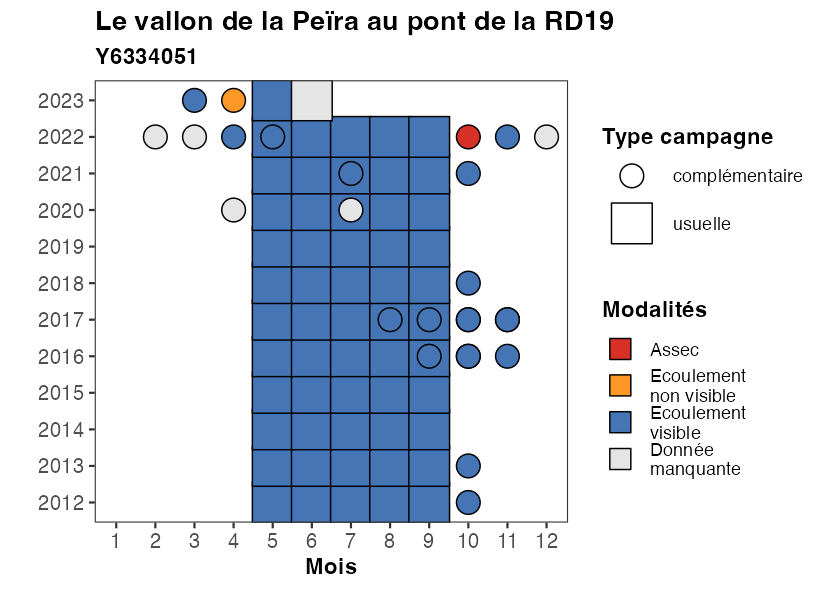 Le vallon de la Peïra au pont de la RD19
Y6334051
2023
2022
2021
2020
2019
2018
2017
2016
2015
2014
2013
2012
1 2 3 4 5 6 7 8 9 10 11 12
Mois
Type campagne
complémentaire
usuelle
Modalités
Assec
Ecoulement
non visible
Ecoulement
visible
Donnée
manquante